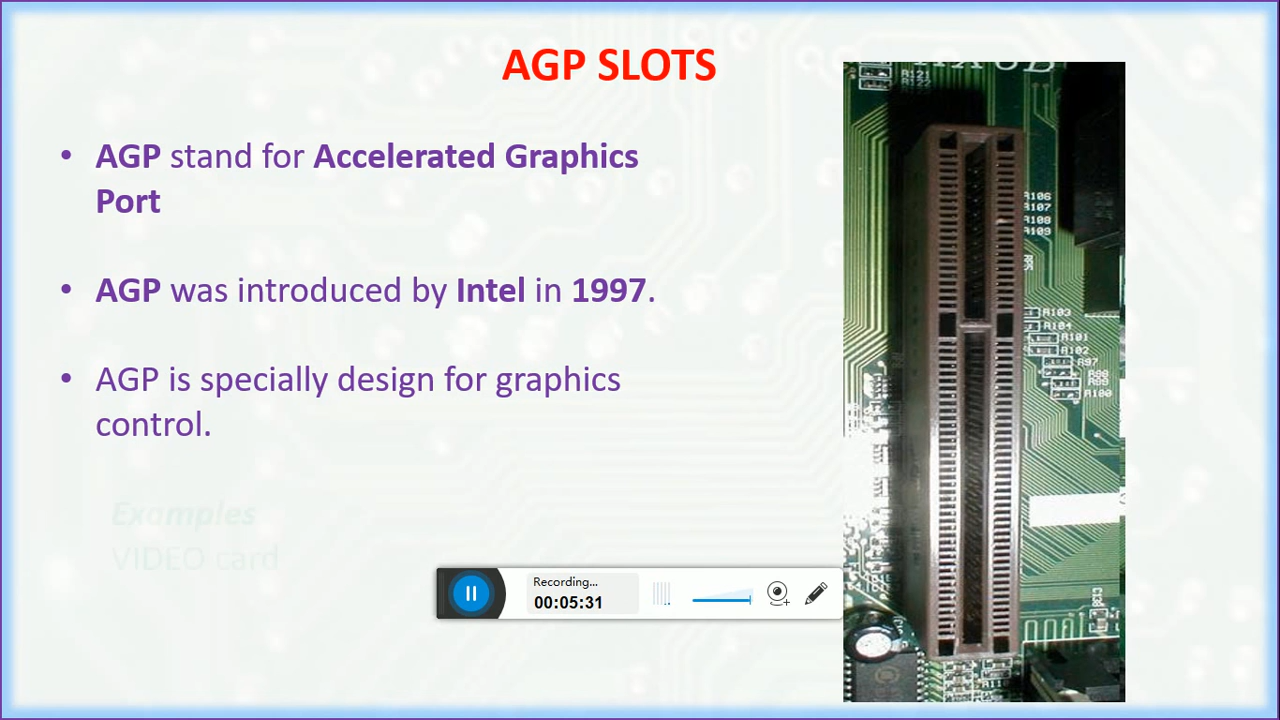 AGP SLOTS
• AGP stand for Accelerated Graphics
Port
• AGP was introduced by Intel in 1997.
• AGP is specially design for graphics
control.
Examples
VIDEO card
Recording...
00:05:31
R121
R122
R106
R107
R108
R109
R103
R104
R101
R102
R97
R98
R99
R100